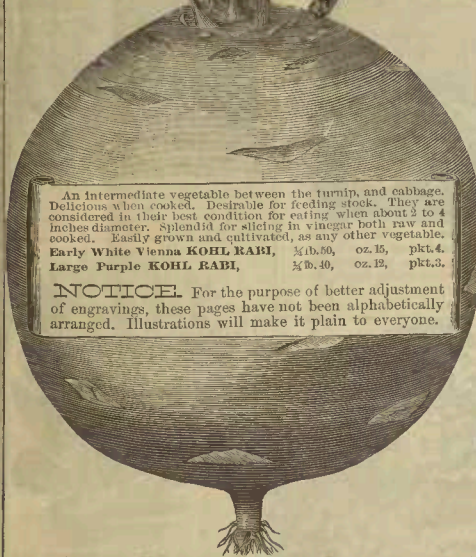 An intermediate vegetable between the turnip, and cabbage.
Delicious when cooked. Desirable for feeding stock. They are
considered in their best condition for eating when about 2 to 4
inches diameter. Splendid for slicing in vinegar both raw and
cooked. Easily grown and cultivated, as any other vegetable.
Early White Vienna KOHL RABI, ¼ lb. 50, oz. 15, pkt. 4.
Large Purple KOHL RABI, ¼ lb. 40, oz. 12, pkt. 3.
NOTICE. For the purpose of better adjustment
of engravings, these pages have not been alphabetically
arranged. Illustrations will make it plain to everyone.